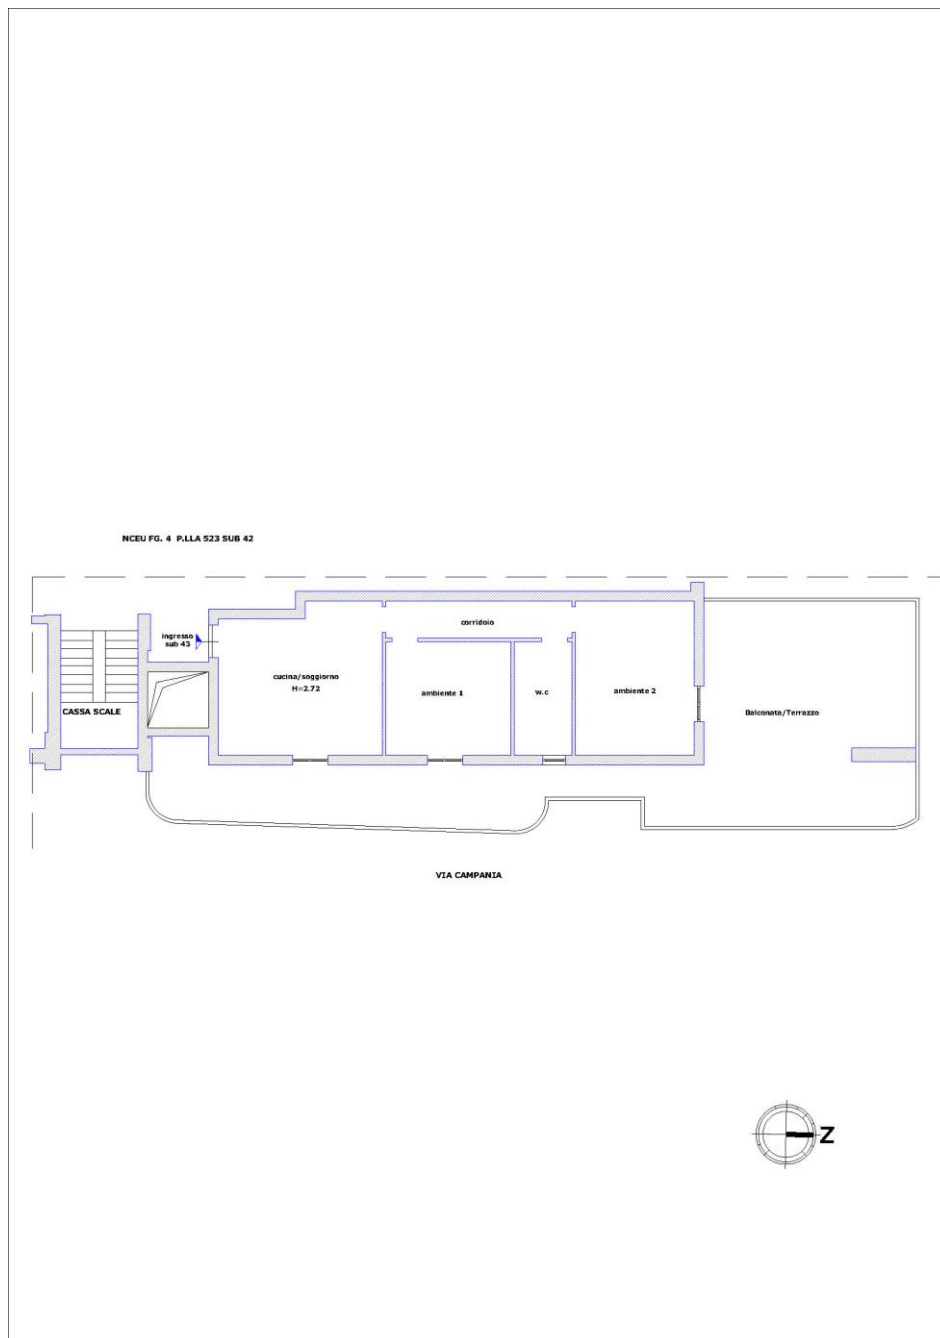 NCEU FG. 4 P.LLA 523 SUB 42
corridoio
ingresso
sub 43
cucina/soggiorno
H=2.72
ambiente 1
w.c
ambiente 2
CASSA SCALE
Balconata/Terrazzo
VIA CAMPANIA
N